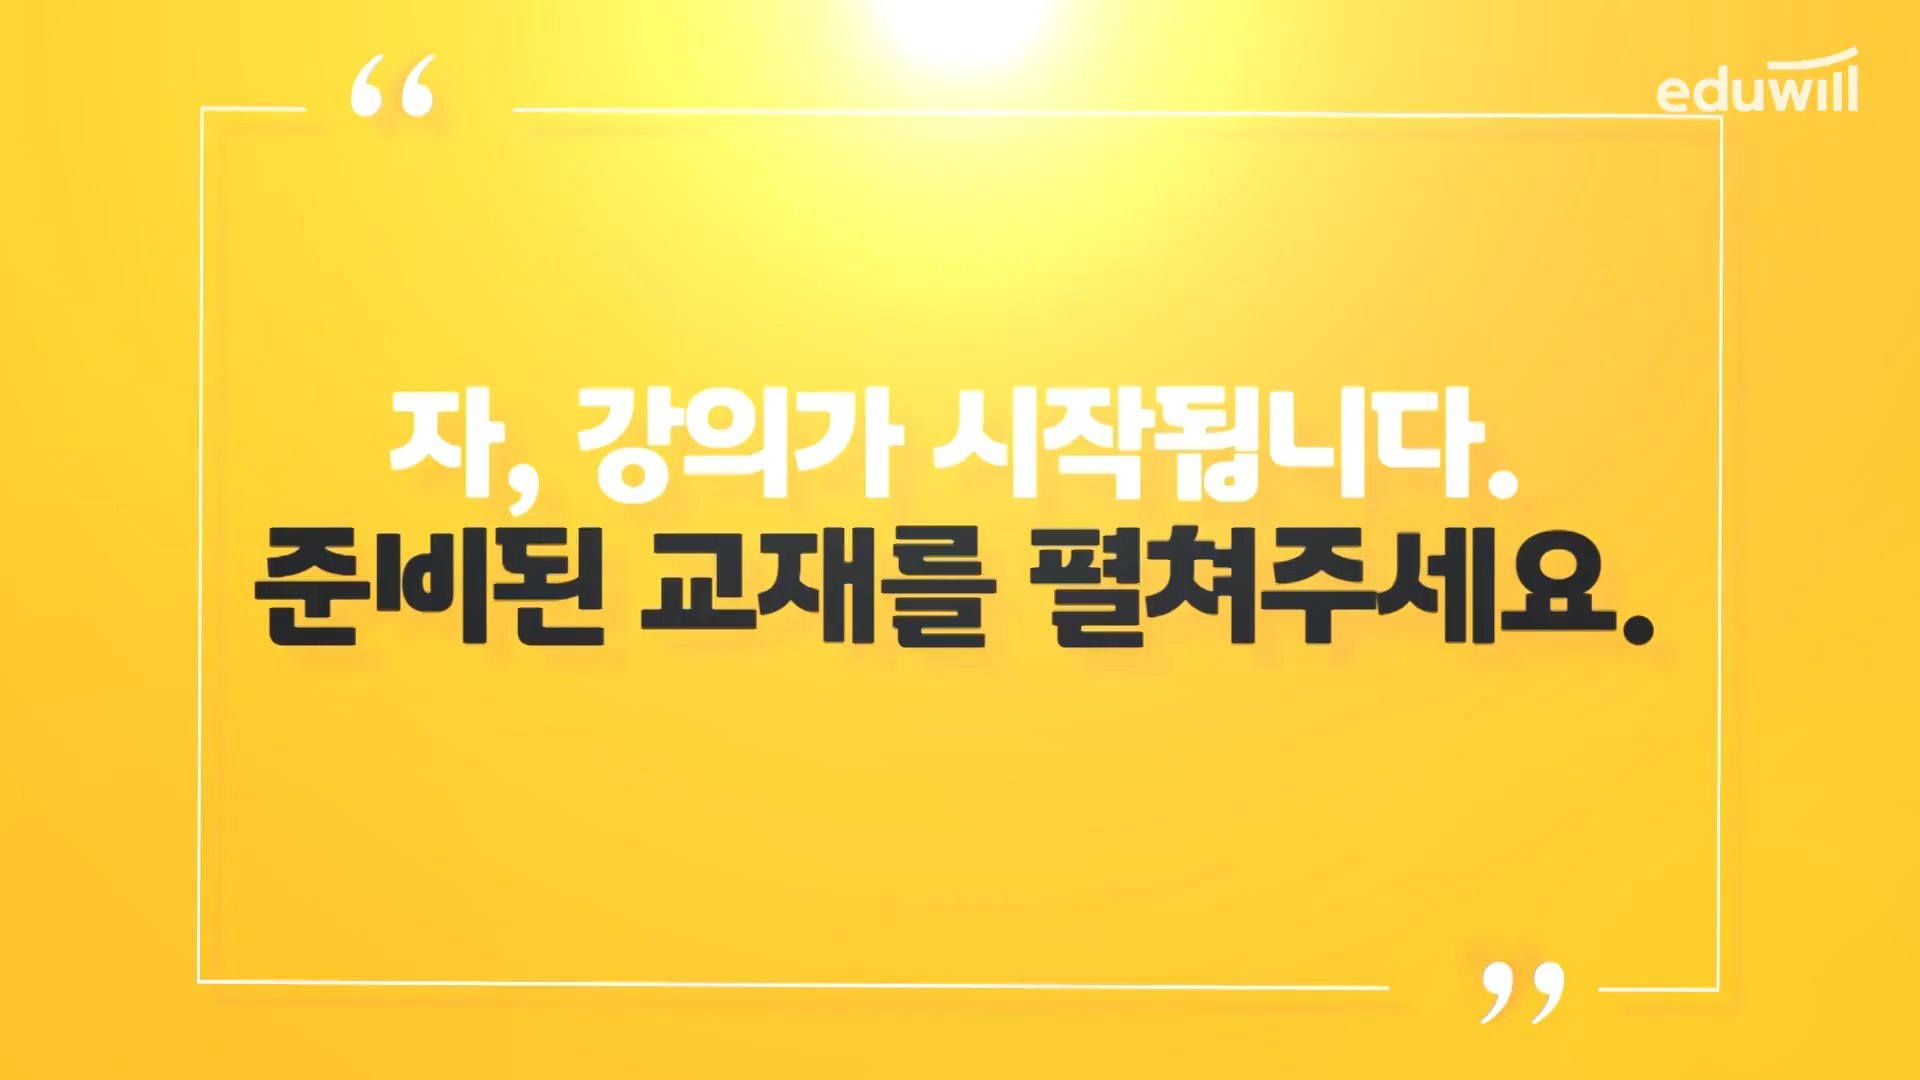 eduwill
“
자, 강의가 시작됩니다.
준비된 교재를 펼쳐주세요.
”